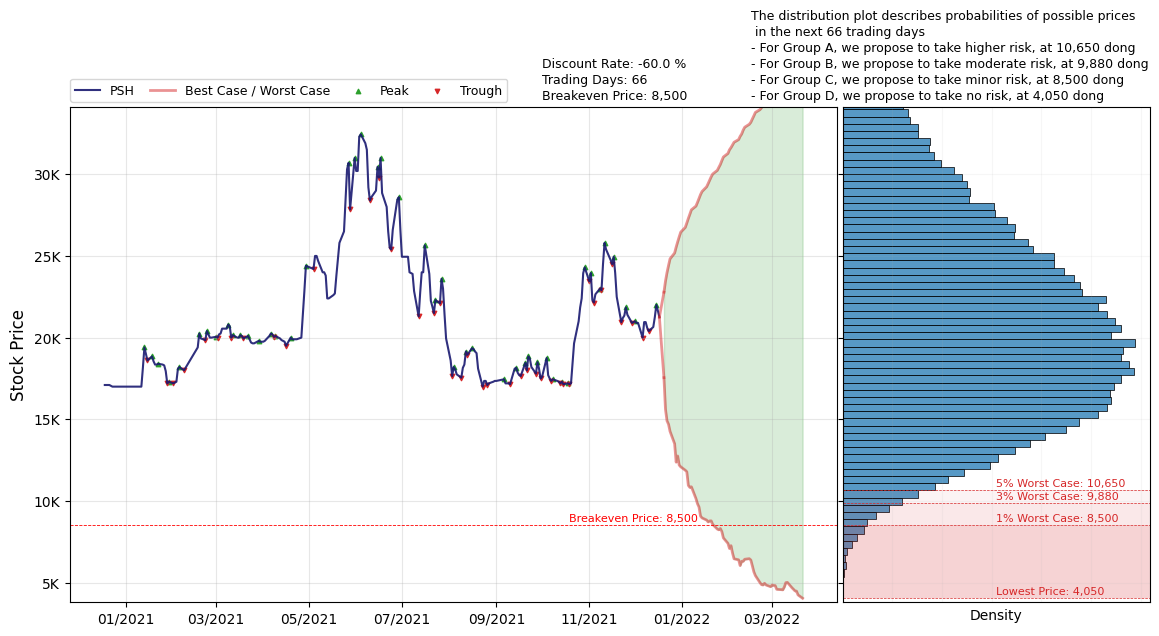 The distribution plot describes probabilities of possible prices
in the next 66 trading days
- For Group A, we propose to take higher risk, at 10,650 dong
- For Group B, we propose to take moderate risk, at 9,880 dong
- For Group C, we propose to take minor risk, at 8,500 dong
- For Group D, we propose to take no risk, at 4,050 dong
Discount Rate: -60.0 %
Trading Days: 66
Breakeven Price: 8,500
PSH Best Case / Worst Case Peak Trough
Stock Price
30K
25K
20K
15K
10K
5K
Breakeven Price: 8,500
01/2021 03/2021 05/2021 07/2021 09/2021 11/2021 01/2022 03/2022
5% Worst Case: 10,650
3% Worst Case: 9,880
1% Worst Case: 8,500
Lowest Price: 4,050
Density